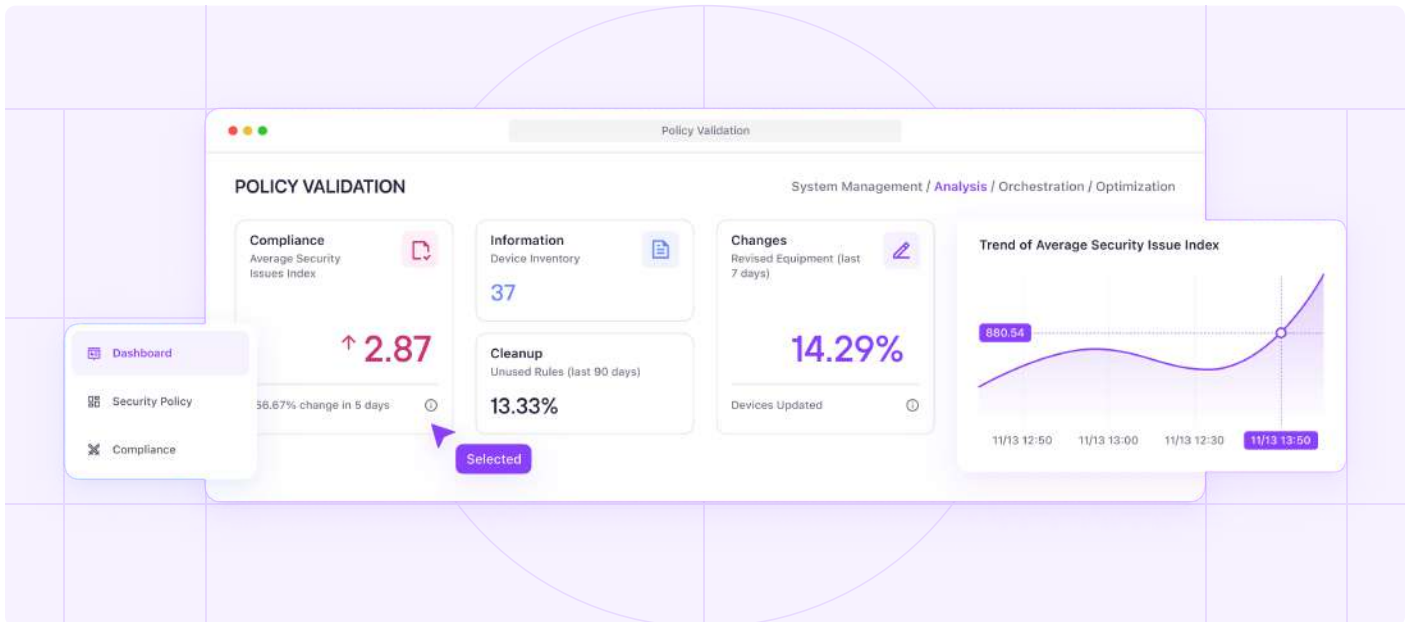 Policy Validation
POLICY VALIDATION
System Management / Analysis / Orchestration / Optimization
Compliance
Average Security
Issues Index
↑ 2.87
66.67% change in 5 days
Information
Device Inventory
37
Cleanup
Unused Rules (last 90 days)
13.33%
Changes
Revised Equipment (last
7 days)
14.29%
Devices Updated
Trend of Average Security Issue Index
880.54
11/13 12:50
11/13 13:00
11/13 12:30
11/13 13:50
Dashboard
Security Policy
Compliance
Selected